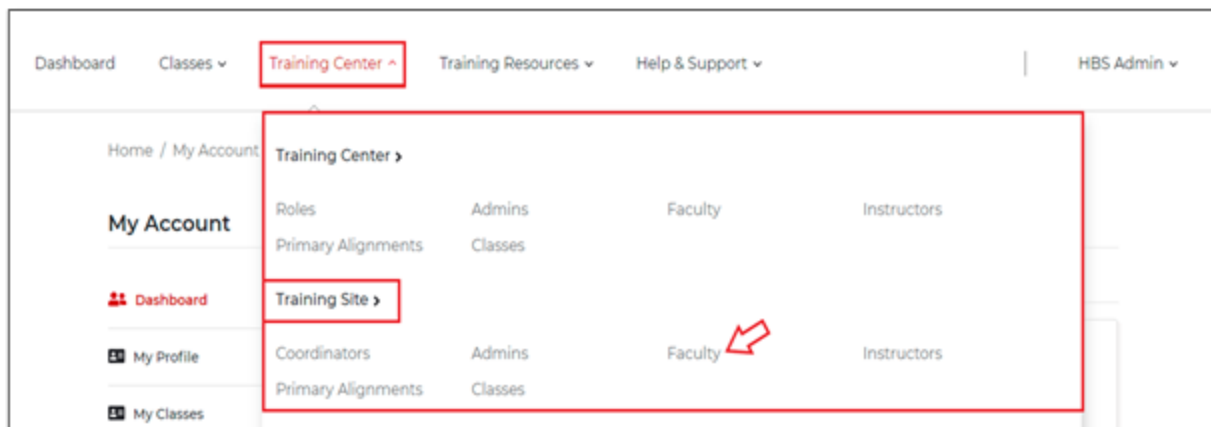 Dashboard Classes Training Center Training Resources Help & Support HBS Admin
Home / My Account
Training Center
Roles Admins Faculty Instructors
Primary Alignments Classes
My Account
Training Site
Dashboard
Coordinators Admins Faculty Instructors
My Profile
Primary Alignments Classes
My Classes